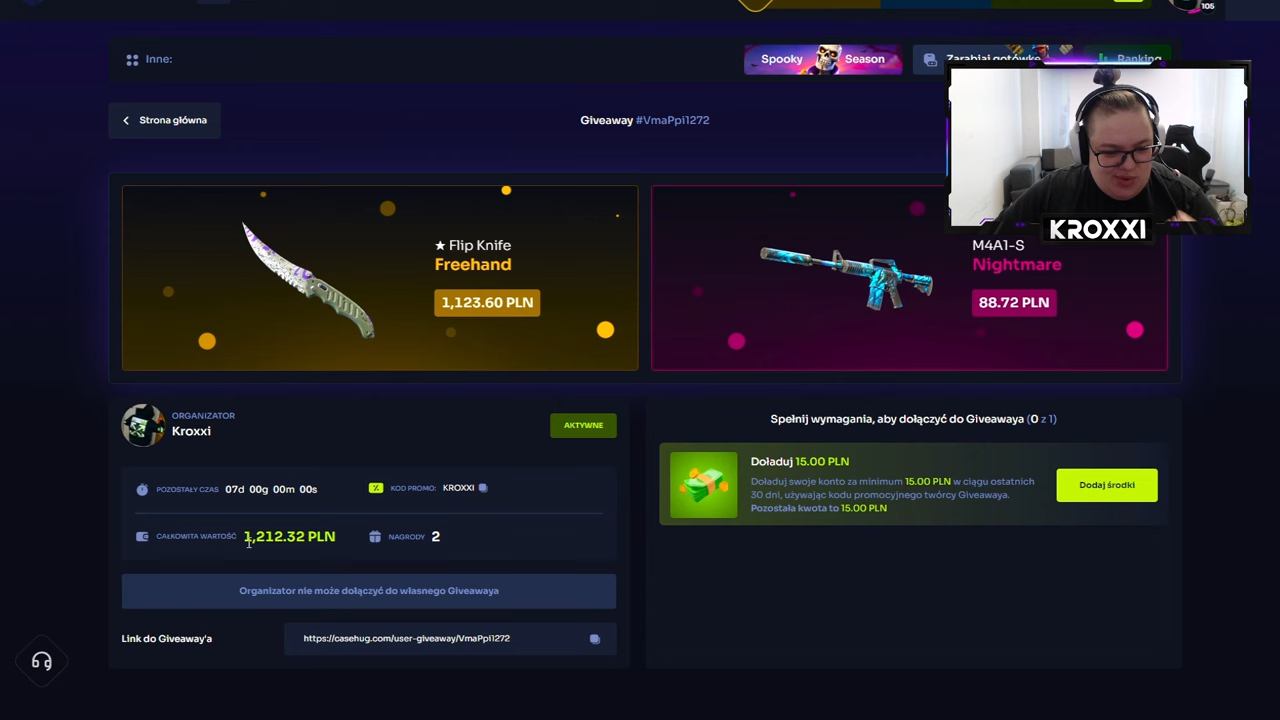 105
Inne:
Spooky Season
Zarabiaj gotówkę
Ranking
Strona główna
Giveaway #VmaPpi1272
KROXXI
★ Flip Knife
Freehand
1,123.60 PLN
M4A1-S
Nightmare
88.72 PLN
ORGANIZATOR
Kroxxi
AKTYWNE
POZOSTAŁY CZAS 07d 00g 00m 00s
KOD PROMO: KROXXI
CAŁKOWITA WARTOŚĆ 1,212.32 PLN
NAGRODY 2
Organizator nie może dołączyć do własnego Giveawaya
Link do Giveaway'a
https://casehug.com/user-giveaway/VmaPpi1272
Spełnij wymagania, aby dołączyć do Giveawaya (0 z 1)
Doładuj 15.00 PLN
Doładuj swoje konto za minimum 15.00 PLN w ciągu ostatnich
30 dni, używając kodu promocyjnego twórcy Giveawaya.
Pozostała kwota to 15.00 PLN
Dodaj środki